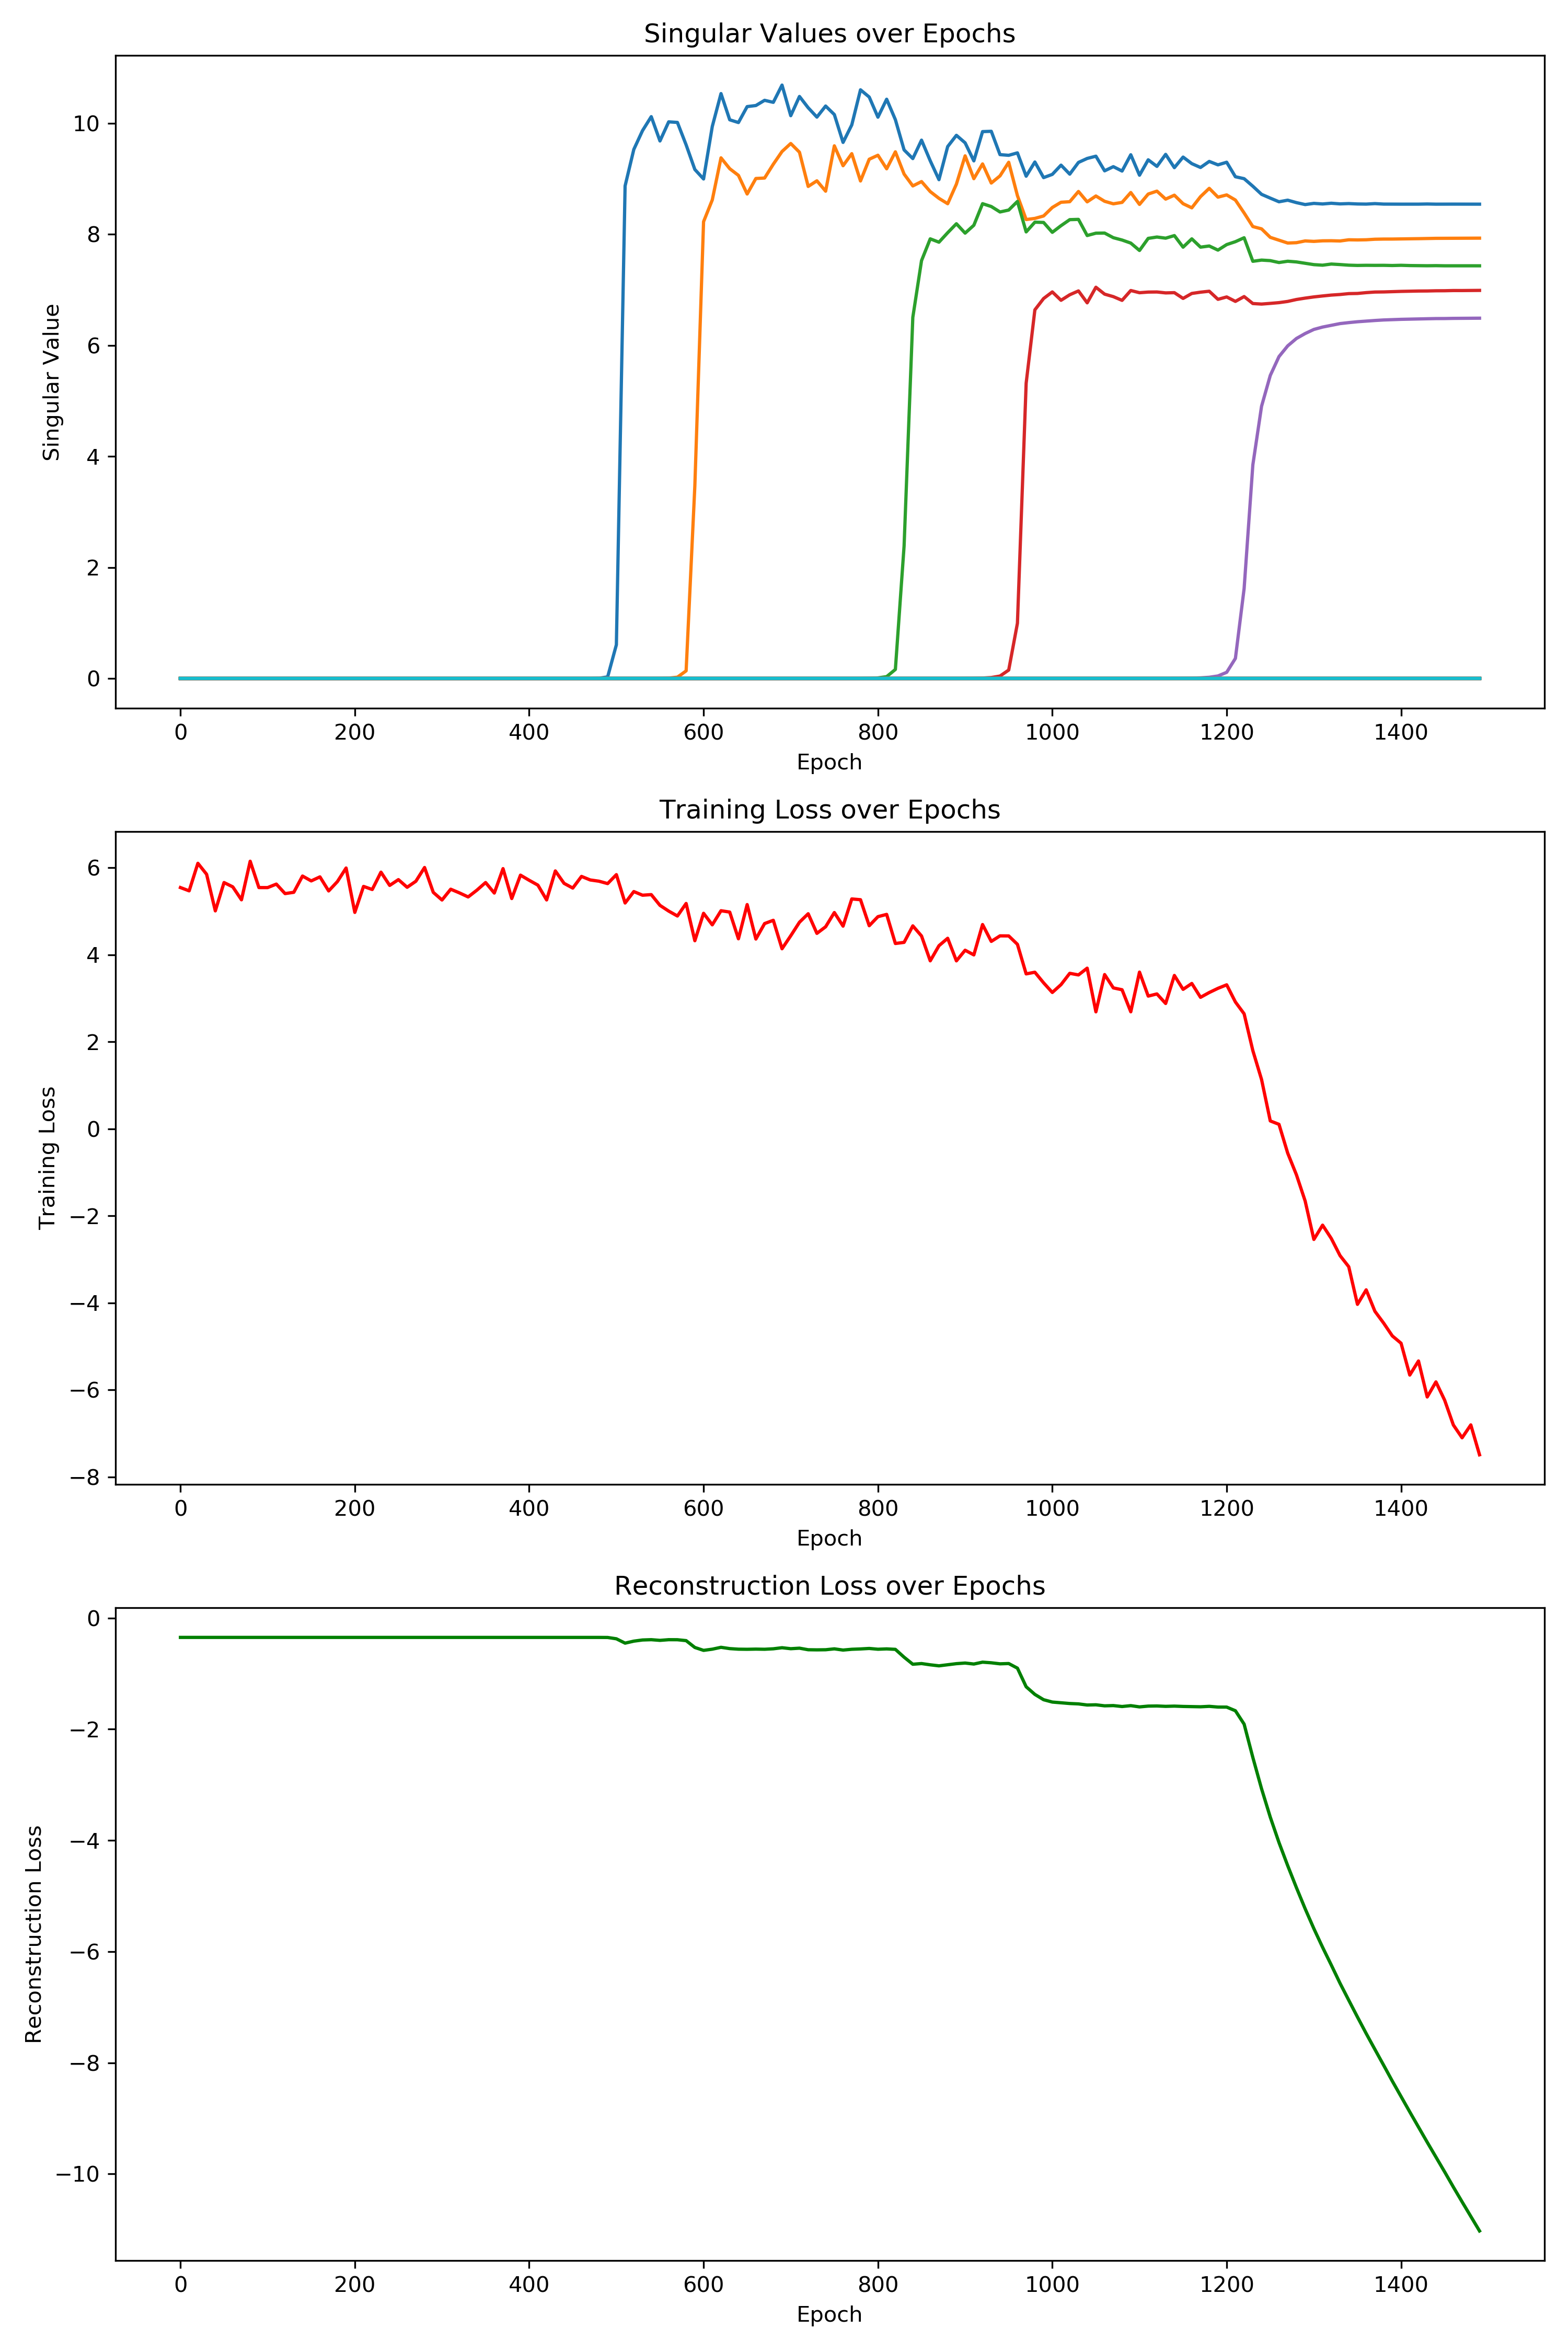 Singular Values over Epochs
Singular Value
10
8
6
4
2
0
0 200 400 600 800 1000 1200 1400
Epoch
Training Loss over Epochs
Training Loss
6
4
2
0
−2
−4
−6
−8
0 200 400 600 800 1000 1200 1400
Epoch
Reconstruction Loss over Epochs
Reconstruction Loss
0
−2
−4
−6
−8
−10
0 200 400 600 800 1000 1200 1400
Epoch